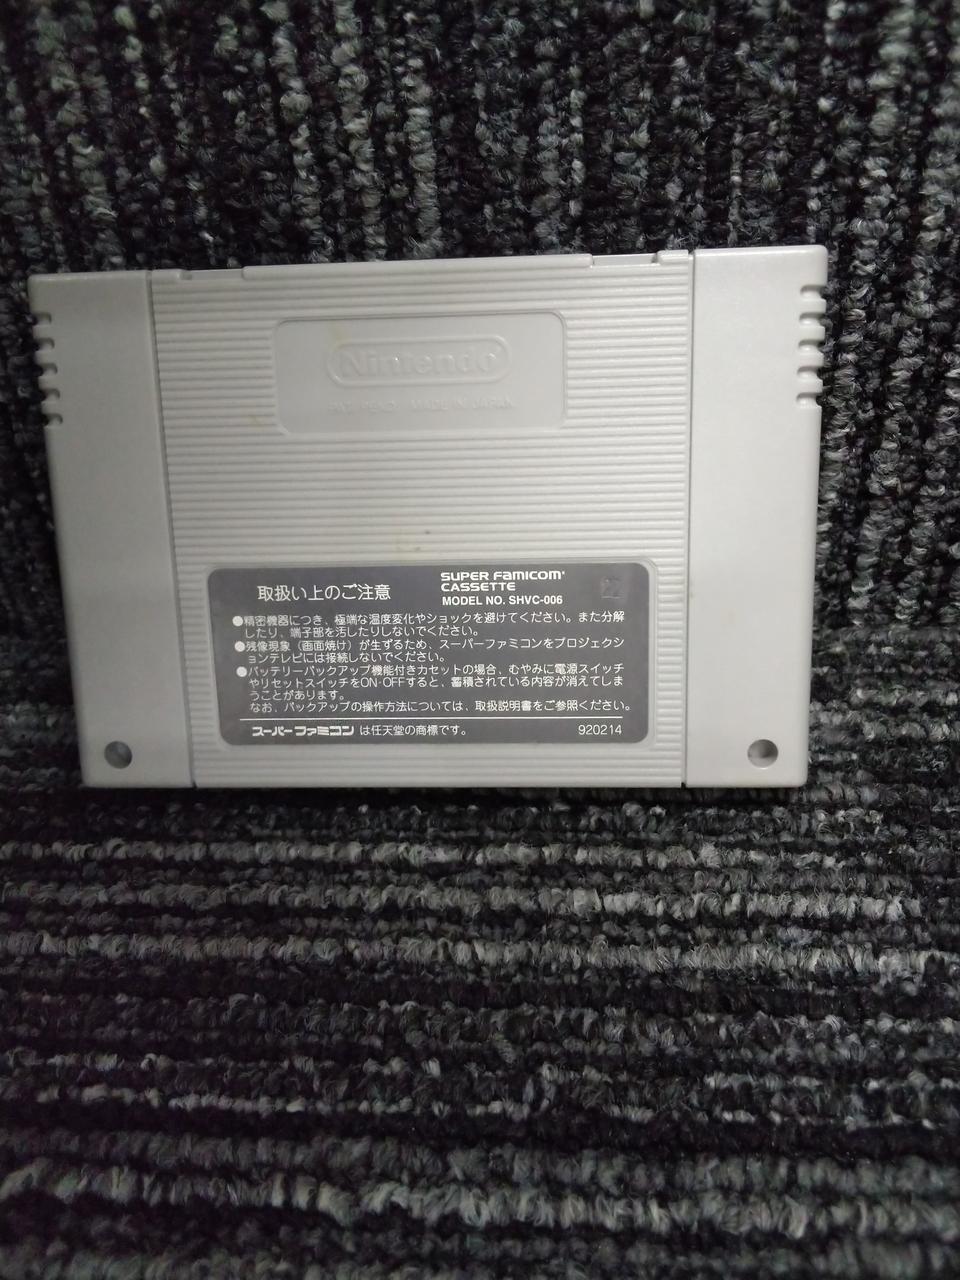 Nintendo
PAT. PEND. MADE IN JAPAN
取扱い上のご注意
SUPER FAMICOM
CASSETTE
MODEL NO. SHVC-006
●精密機器につき、極端な温度変化やショックを避けてください。また分解
したり、端子部を汚したりしないでください。
●残像現象（画面焼け）が生ずるため、スーパーファミコンをプロジェクシ
ョンテレビには接続しないでください。
●バッテリーバックアップ機能付きカセットの場合、むやみに電源スイッチ
やリセットスイッチをON·OFFすると、蓄積されている内容が消えてしま
うことがあります。
なお、バックアップの操作方法については、取扱説明書をご参照ください。
スーパーファミコン は任天堂の商標です。
920214